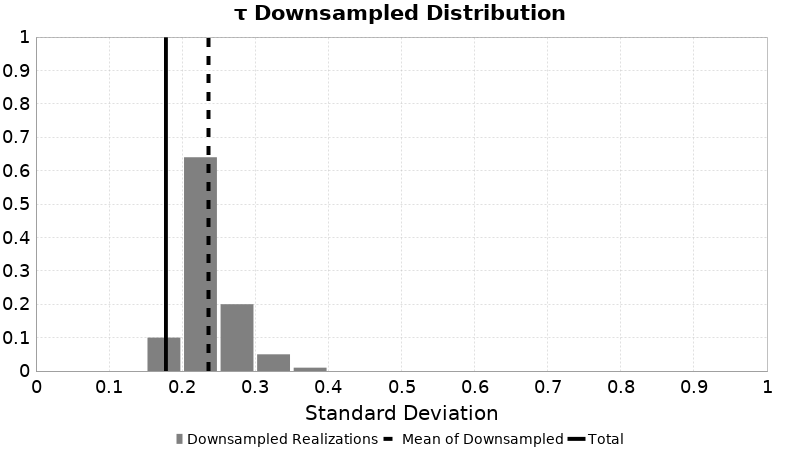 τ Downsampled Distribution
1
0.9
0.8
0.7
0.6
0.5
0.4
0.3
0.2
0.1
0
0 0.1 0.2 0.3 0.4 0.5 0.6 0.7 0.8 0.9 1
Standard Deviation
Downsampled Realizations Mean of Downsampled Total